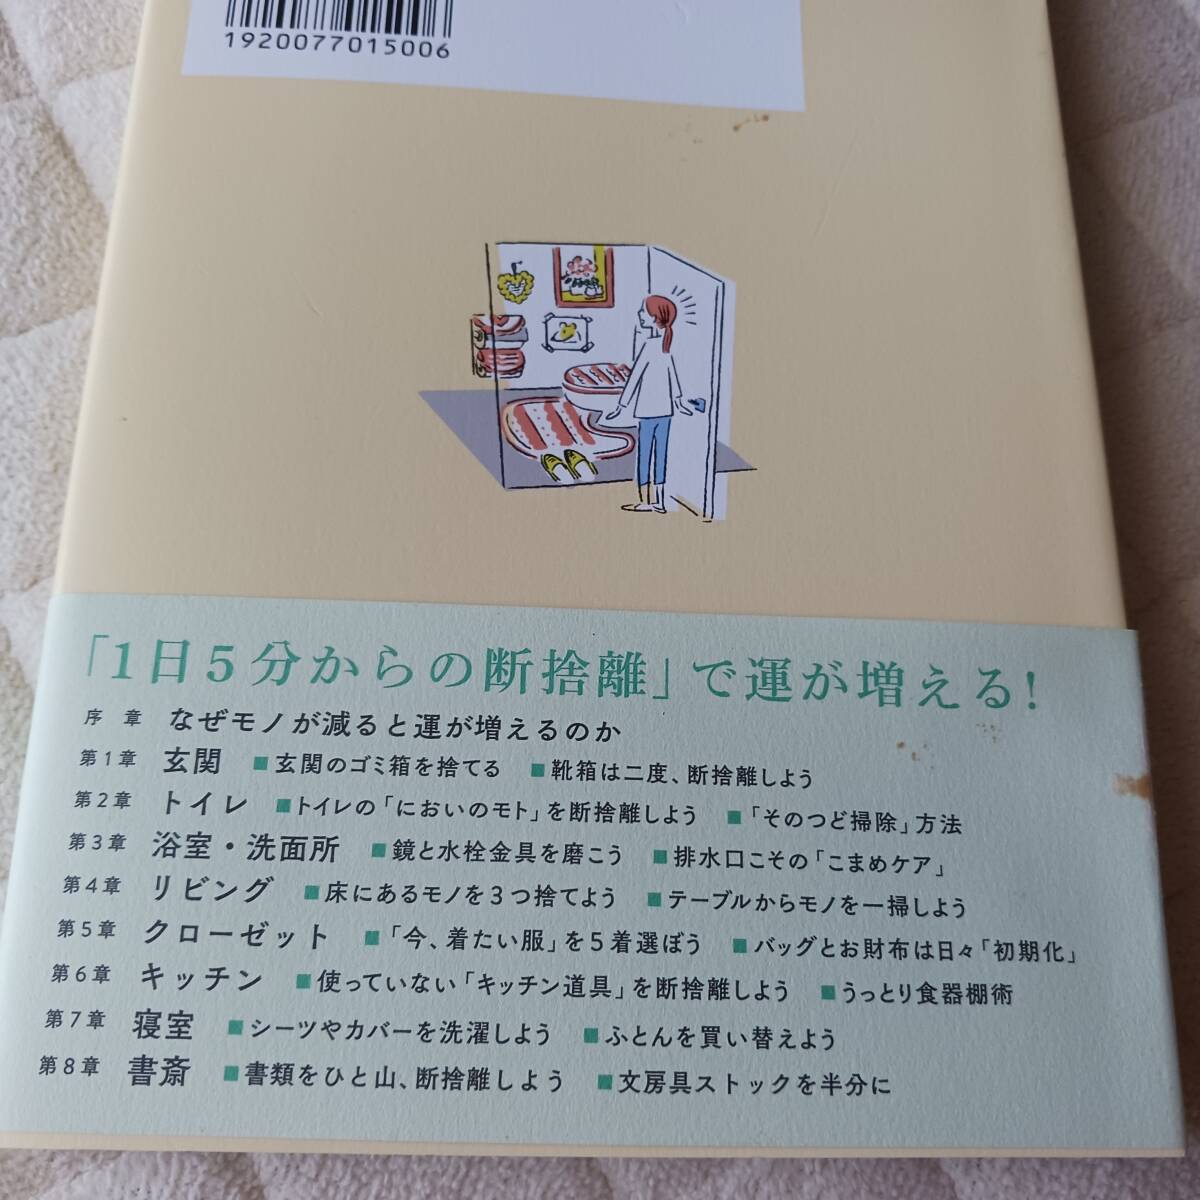 1920077015006
「1日5分からの断捨離」で運が増える!
序 章 なぜモノが減ると運が増えるのか
第1章 玄関 ■玄関のゴミ箱を捨てる ■靴箱は二度、断捨離しよう
第2章 トイレ ■トイレの「においのモト」を断捨離しよう ■「そのつど掃除」方法
第3章 浴室・洗面所 ■鏡と水栓金具を磨こう ■排水口こその「こまめケア」
第4章 リビング ■床にあるモノを3つ捨てよう ■テーブルからモノを一掃しよう
第5章 クローゼット ■「今、着たい服」を5着選ぼう ■バッグとお財布は日々「初期化」
第6章 キッチン ■使っていない「キッチン道具」を断捨離しよう ■うっとり食器棚術
第7章 寝室 ■シーツやカバーを洗濯しよう ■ふとんを買い替えよう
第8章 書斎 ■書類をひと山、断捨離しよう ■文房具ストックを半分に